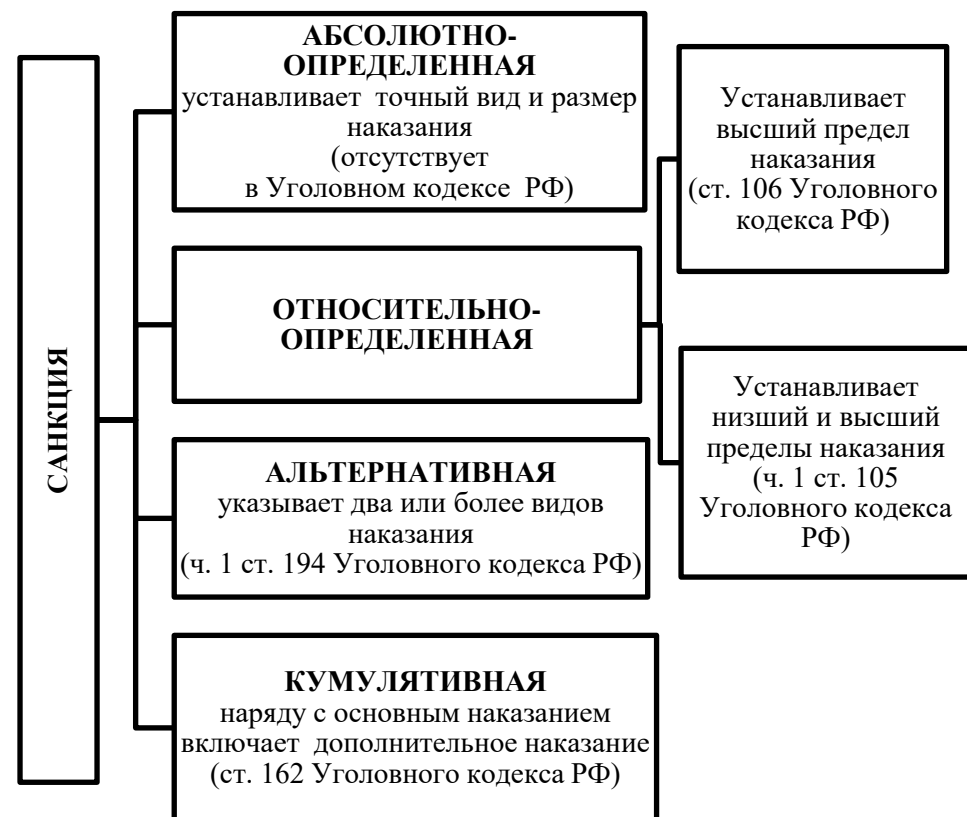 САНКЦИЯ
АБСОЛЮТНО-
ОПРЕДЕЛЕННАЯ
устанавливает точный вид и размер
наказания
(отсутствует
в Уголовном кодексе РФ)
ОТНОСИТЕЛЬНО-
ОПРЕДЕЛЕННАЯ
Устанавливает
высший предел
наказания
(ст. 106 Уголовного
кодекса РФ)
Устанавливает
низший и высший
пределы наказания
(ч. 1 ст. 105
Уголовного кодекса
РФ)
АЛЬТЕРНАТИВНАЯ
указывает два или более видов
наказания
(ч. 1 ст. 194 Уголовного кодекса РФ)
КУМУЛЯТИВНАЯ
наряду с основным наказанием
включает дополнительное наказание
(ст. 162 Уголовного кодекса РФ)